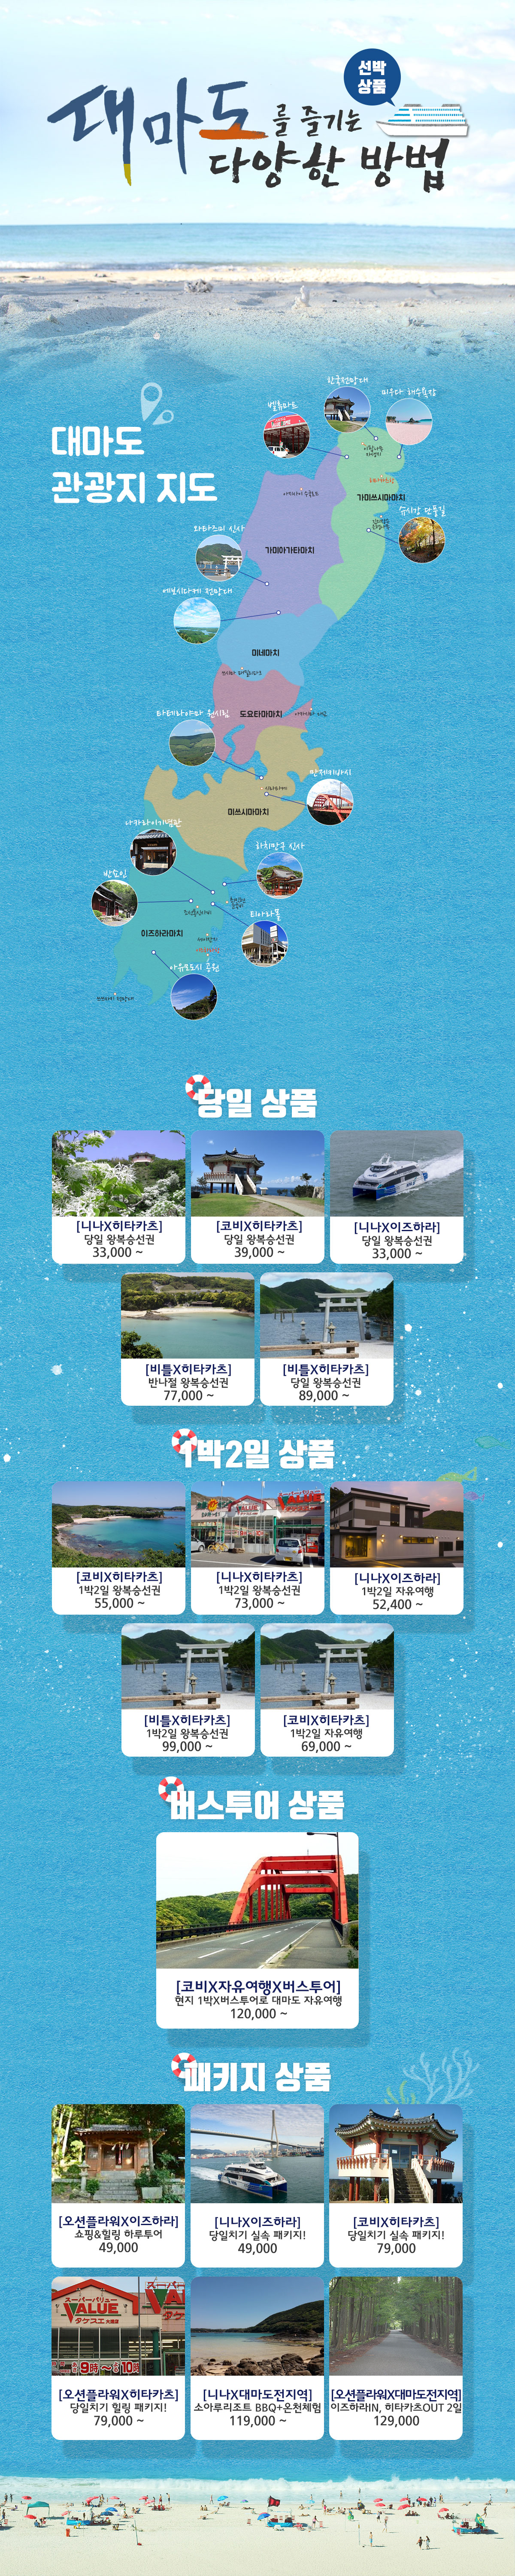 선박
상품
대마도를 즐기는
다양한 방법
대마도
관광지 지도
한국전망대
미우다 해수욕장
벨류마트
가미쓰시마마치
슈시강 단풍길
와타즈미 신사
가미아가타마치
에보시다케 전망대
미네마치
타테라야마 원시림
도요타마마치
만제키바시
미쓰시마마치
나카라이기념관
하치만구 신사
반쇼인
티아라몰
이즈하라마치
아유모도시 공원
당일 상품
[니나X히타카츠]
당일 왕복승선권
33,000 ~
[코비X히타카츠]
당일 왕복승선권
39,000 ~
[니나X이즈하라]
당일 왕복승선권
33,000 ~
[비틀X히타카츠]
반나절 왕복승선권
77,000 ~
[비틀X히타카츠]
당일 왕복승선권
89,000 ~
1박2일 상품
VALUE
[코비X히타카츠]
1박2일 왕복승선권
55,000 ~
[니나X히타카츠]
1박2일 왕복승선권
73,000 ~
[니나X이즈하라]
1박2일 자유여행
52,400 ~
[비틀X히타카츠]
1박2일 왕복승선권
99,000 ~
[코비X히타카츠]
1박2일 자유여행
69,000 ~
버스투어 상품
[코비X자유여행X버스투어]
현지 1박X버스투어로 대마도 자유여행
120,000 ~
패키지 상품
[오션플라워X이즈하라]
쇼핑&힐링 하루투어
49,000
[니나X이즈하라]
당일치기 실속 패키지!
49,000
[코비X히타카츠]
당일치기 실속 패키지!
79,000
スーパーバリュー
VALUE
タケスエ
9時〜 10時
[오션플라워X히타카츠]
당일치기 힐링 패키지!
79,000 ~
[니나X대마도전지역]
소아루리조트 BBQ+온천체험
119,000 ~
[오션플라워X대마도전지역]
이즈하라IN, 히타카츠OUT 2일
129,000